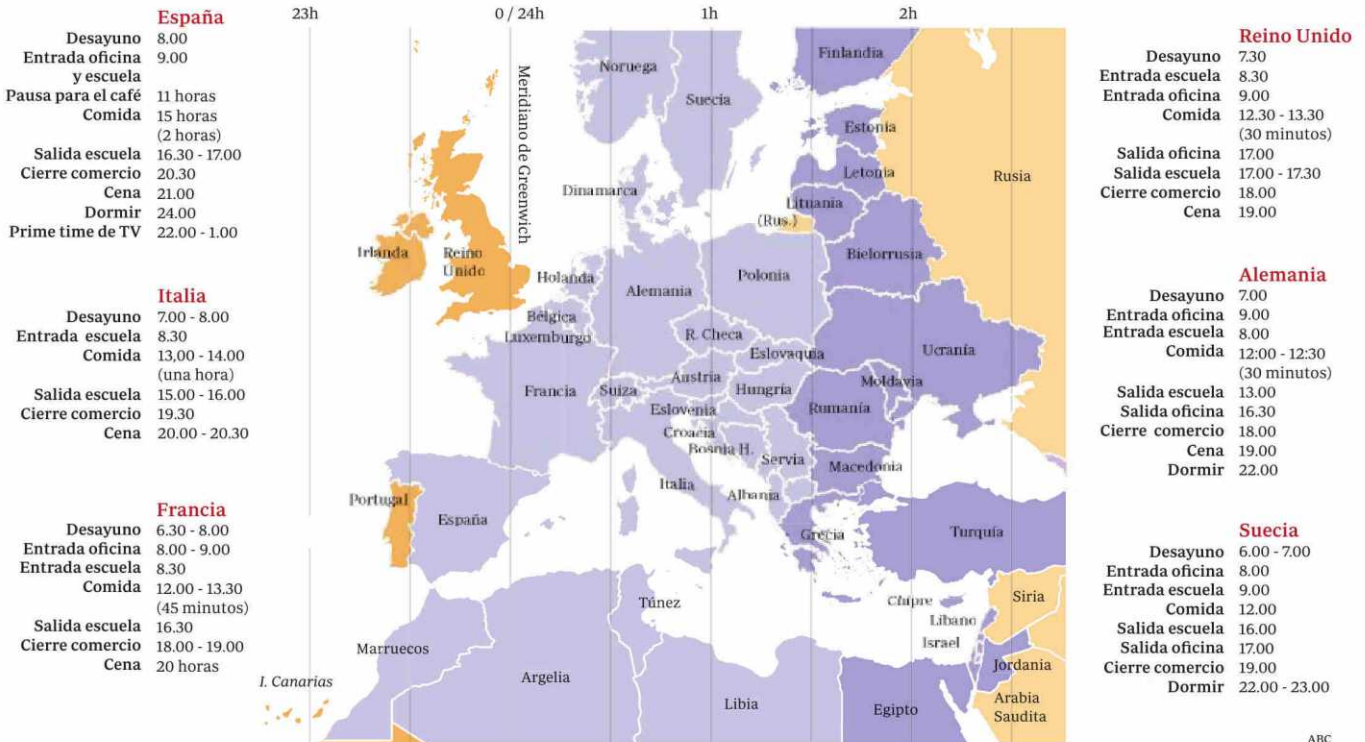 España
Desayuno 8.00
Entrada oficina 9.00
y escuela
Pausa para el café 11 horas
Comida 15 horas
(2 horas)
Salida escuela 16.30 - 17.00
Cierre comercio 20.30
Cena 21.00
Dormir 24.00
Prime time de TV 22.00 - 1.00
Italia
Desayuno 7.00 - 8.00
Entrada escuela 8.30
Comida 13,00 - 14.00
(una hora)
Salida escuela 15.00 - 16.00
Cierre comercio 19.30
Cena 20.00 - 20.30
Francia
Desayuno 6.30 - 8.00
Entrada oficina 8.00 - 9.00
Entrada escuela 8.30
Comida 12.00 - 13.30
(45 minutos)
Salida escuela 16.30
Cierre comercio 18.00 - 19.00
Cena 20 horas
23h
0 / 24h
1h
2h
Meridiano de Greenwich
Noruega
Suecia
Finlandia
Estonia
Letonia
Lituania
(Rus.)
Rusia
Dinamarca
Irlanda
Reino
Unido
Holanda
Alemania
Polonia
Bielorrusia
Bélgica
Luxemburgo
R. Checa
Eslovaquia
Ucranía
Francia
Suiza
Austria
Hungría
Moldavia
Rumanía
Eslovenia
Croacia
Bosnia H.
Servia
Macedonia
Italia
Albania
Portugal
España
Grecia
Turquía
Chipre
Siria
Líbano
Israel
Jordania
Túnez
Marruecos
Argelia
Libia
Egipto
Arabia
Saudita
I. Canarias
Reino Unido
Desayuno 7.30
Entrada escuela 8.30
Entrada oficina 9.00
Comida 12.30 - 13.30
(30 minutos)
Salida oficina 17.00
Salida escuela 17.00 - 17.30
Cierre comercio 18.00
Cena 19.00
Alemania
Desayuno 7.00
Entrada oficina 9.00
Entrada escuela 8.00
Comida 12:00 - 12:30
(30 minutos)
Salida escuela 13.00
Salida oficina 16.30
Cierre comercio 18.00
Cena 19.00
Dormir 22.00
Suecia
Desayuno 6.00 - 7.00
Entrada oficina 8.00
Entrada escuela 9.00
Comida 12.00
Salida escuela 16.00
Salida oficina 17.00
Cierre comercio 19.00
Dormir 22.00 - 23.00
ABC